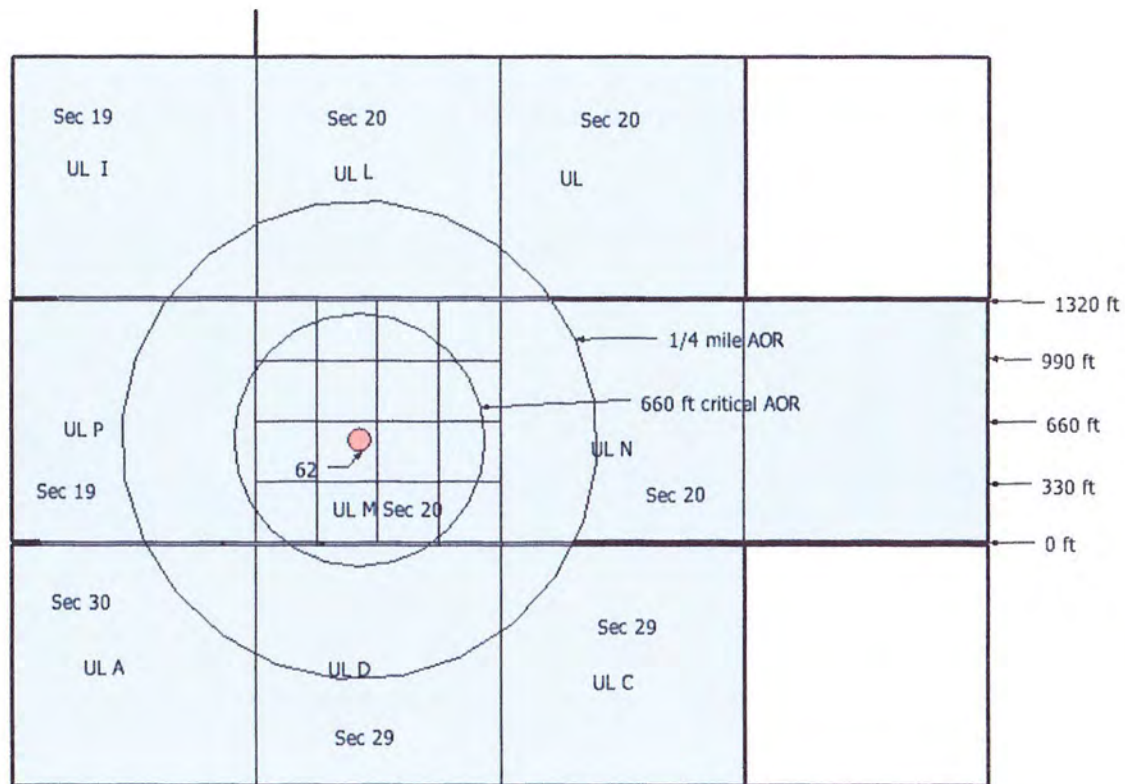 Sec 19
Sec 20
Sec 20
UL I
UL L
UL
1320 ft
1/4 mile AOR
990 ft
660 ft critical AOR
660 ft
UL P
UL N
62
Sec 19
Sec 20
330 ft
UL M Sec 20
0 ft
Sec 30
Sec 29
UL A
UL D
UL C
Sec 29